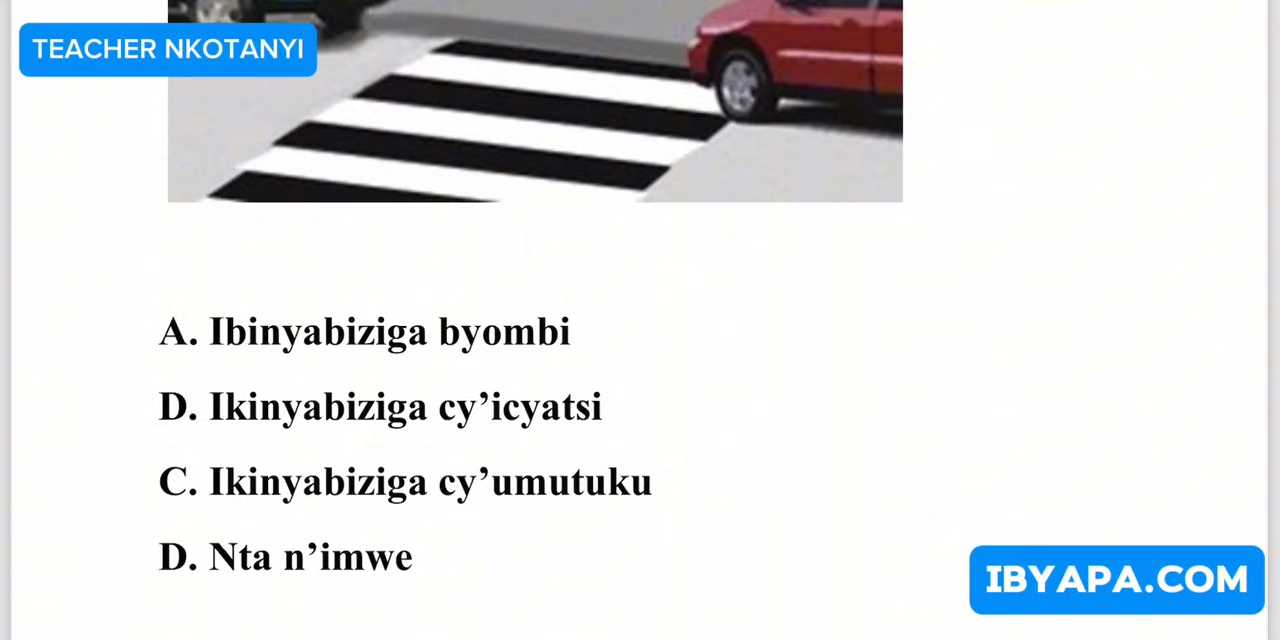 TEACHER NKOTANYI
A. Ibinyabiziga byombi
D. Ikinyabiziga cy’icyatsi
C. Ikinyabiziga cy’umutuku
D. Nta n’imwe
IBYAPA.COM